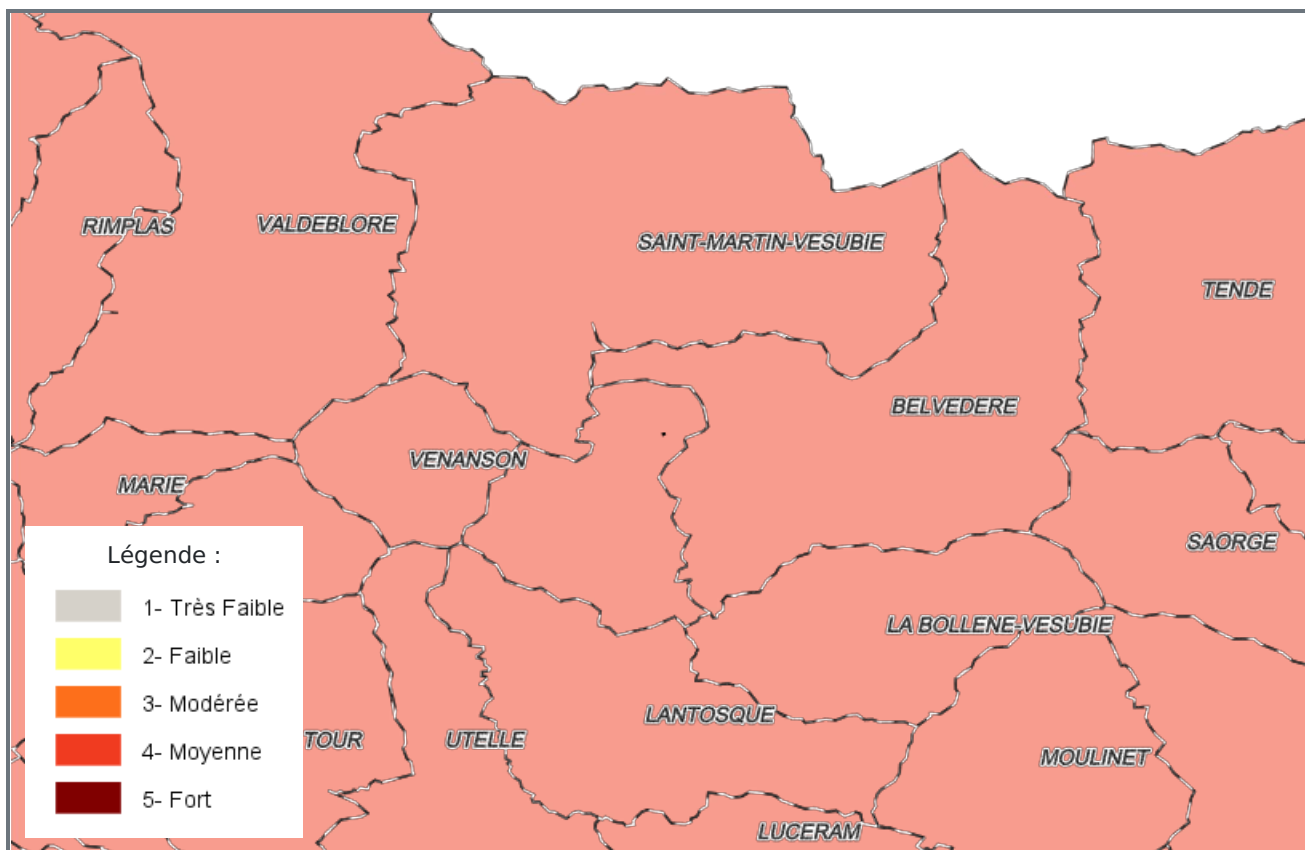 RIMPLAS
VALDEBLORE
SAINT-MARTIN-VESUBIE
TENDE
BELVEDERE
VENANSON
MARIE
SAORGE
LA BOLLENE-VESUBIE
LANTOSQUE
TOUR
UTELLE
MOULINET
LUCERAM
Légende :
1- Très Faible
2- Faible
3- Modérée
4- Moyenne
5- Fort